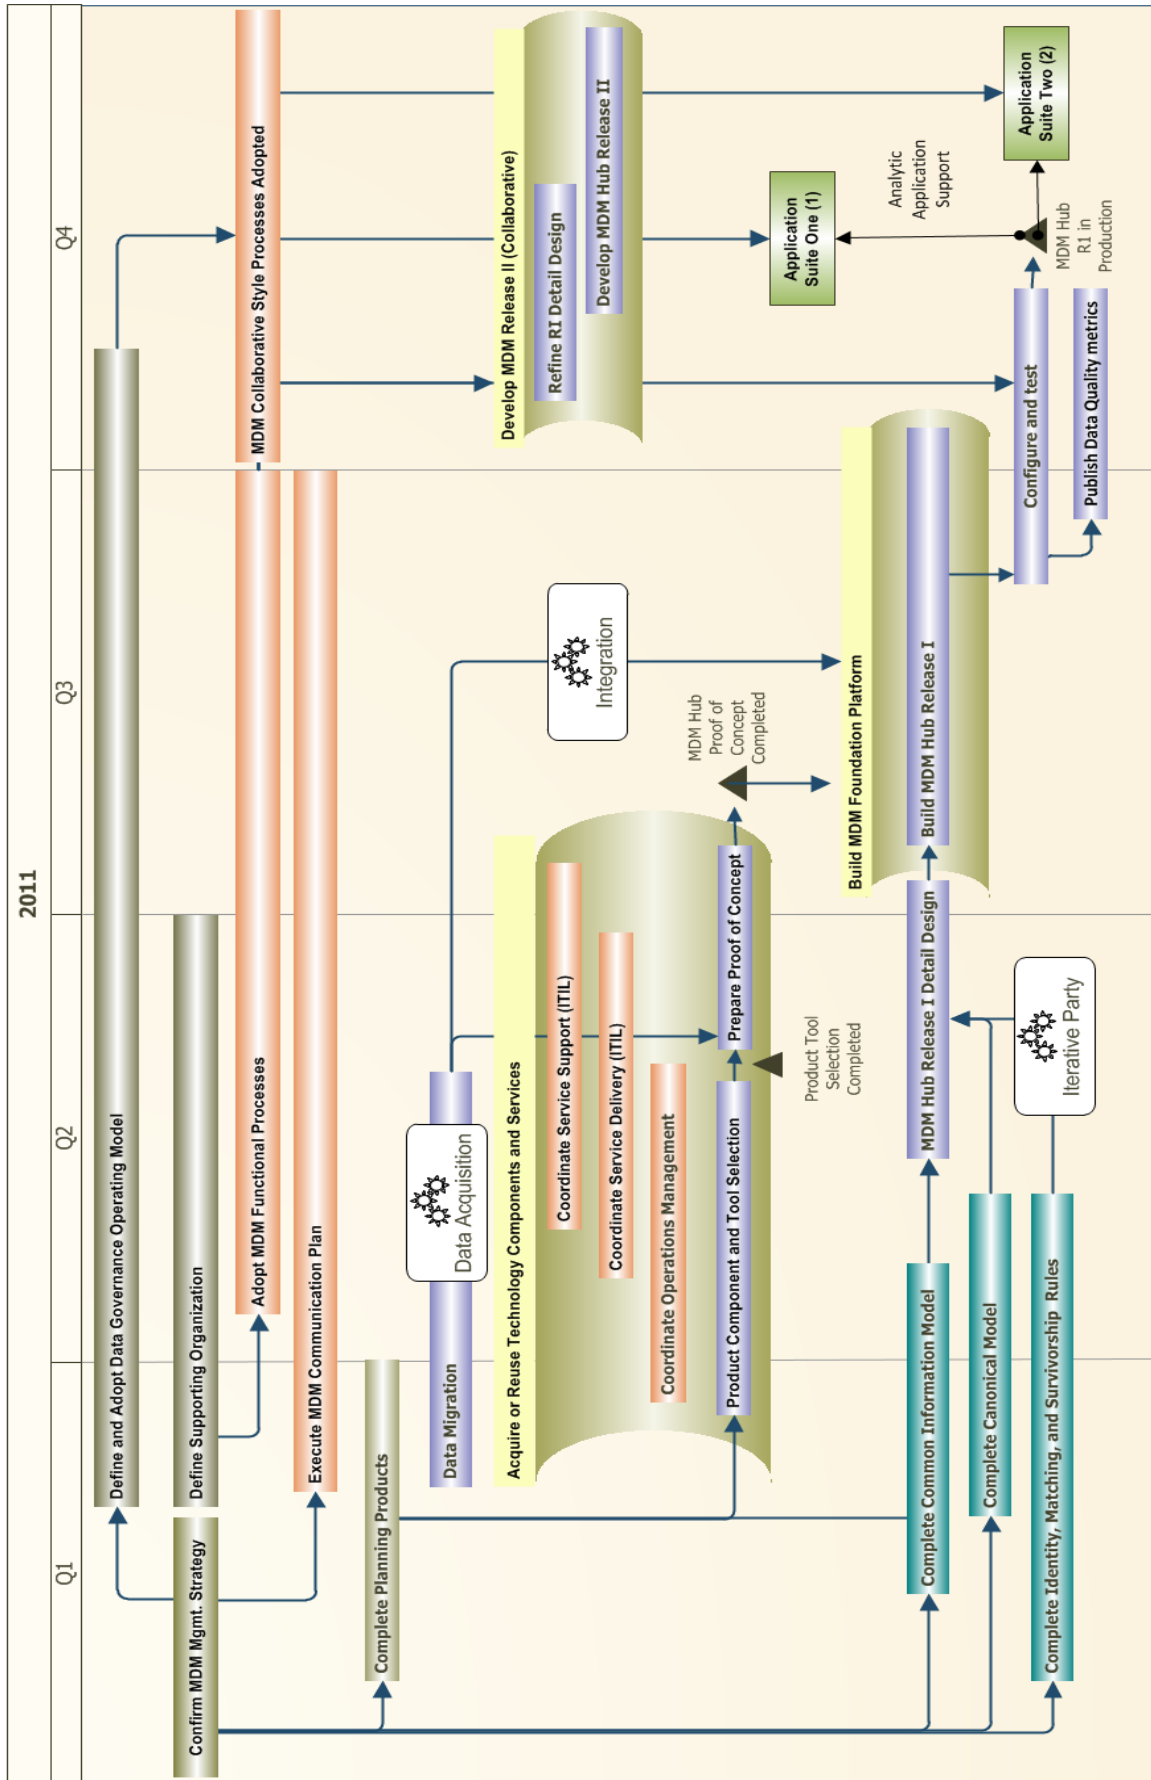 2011
Q1
Q2
Q3
Q4
Define and Adopt Data Governance Operating Model
Confirm MDM Mgmt. Strategy
Define Supporting Organization
Adopt MDM Functional Processes
MDM Collaborative Style Processes Adopted
Execute MDM Communication Plan
Complete Planning Products
Data Migration
Data Acquisition
Acquire or Reuse Technology Components and Services
Coordinate Service Support (ITIL)
Coordinate Service Delivery (ITIL)
Coordinate Operations Management
Product Component and Tool Selection
Prepare Proof of Concept
Product Tool
Selection
Completed
MDM Hub
Proof of
Concept
Completed
Integration
Develop MDM Release II (Collaborative)
Refine RI Detail Design
Develop MDM Hub Release II
Application
Suite One (1)
Analytic
Application
Support
Application
Suite Two (2)
Build MDM Foundation Platform
Complete Common Information Model
MDM Hub Release I Detail Design
Build MDM Hub Release I
Complete Canonical Model
Iterative Party
Complete Identity, Matching, and Survivorship Rules
Configure and test
MDM Hub
R1 in
Production
Publish Data Quality metrics